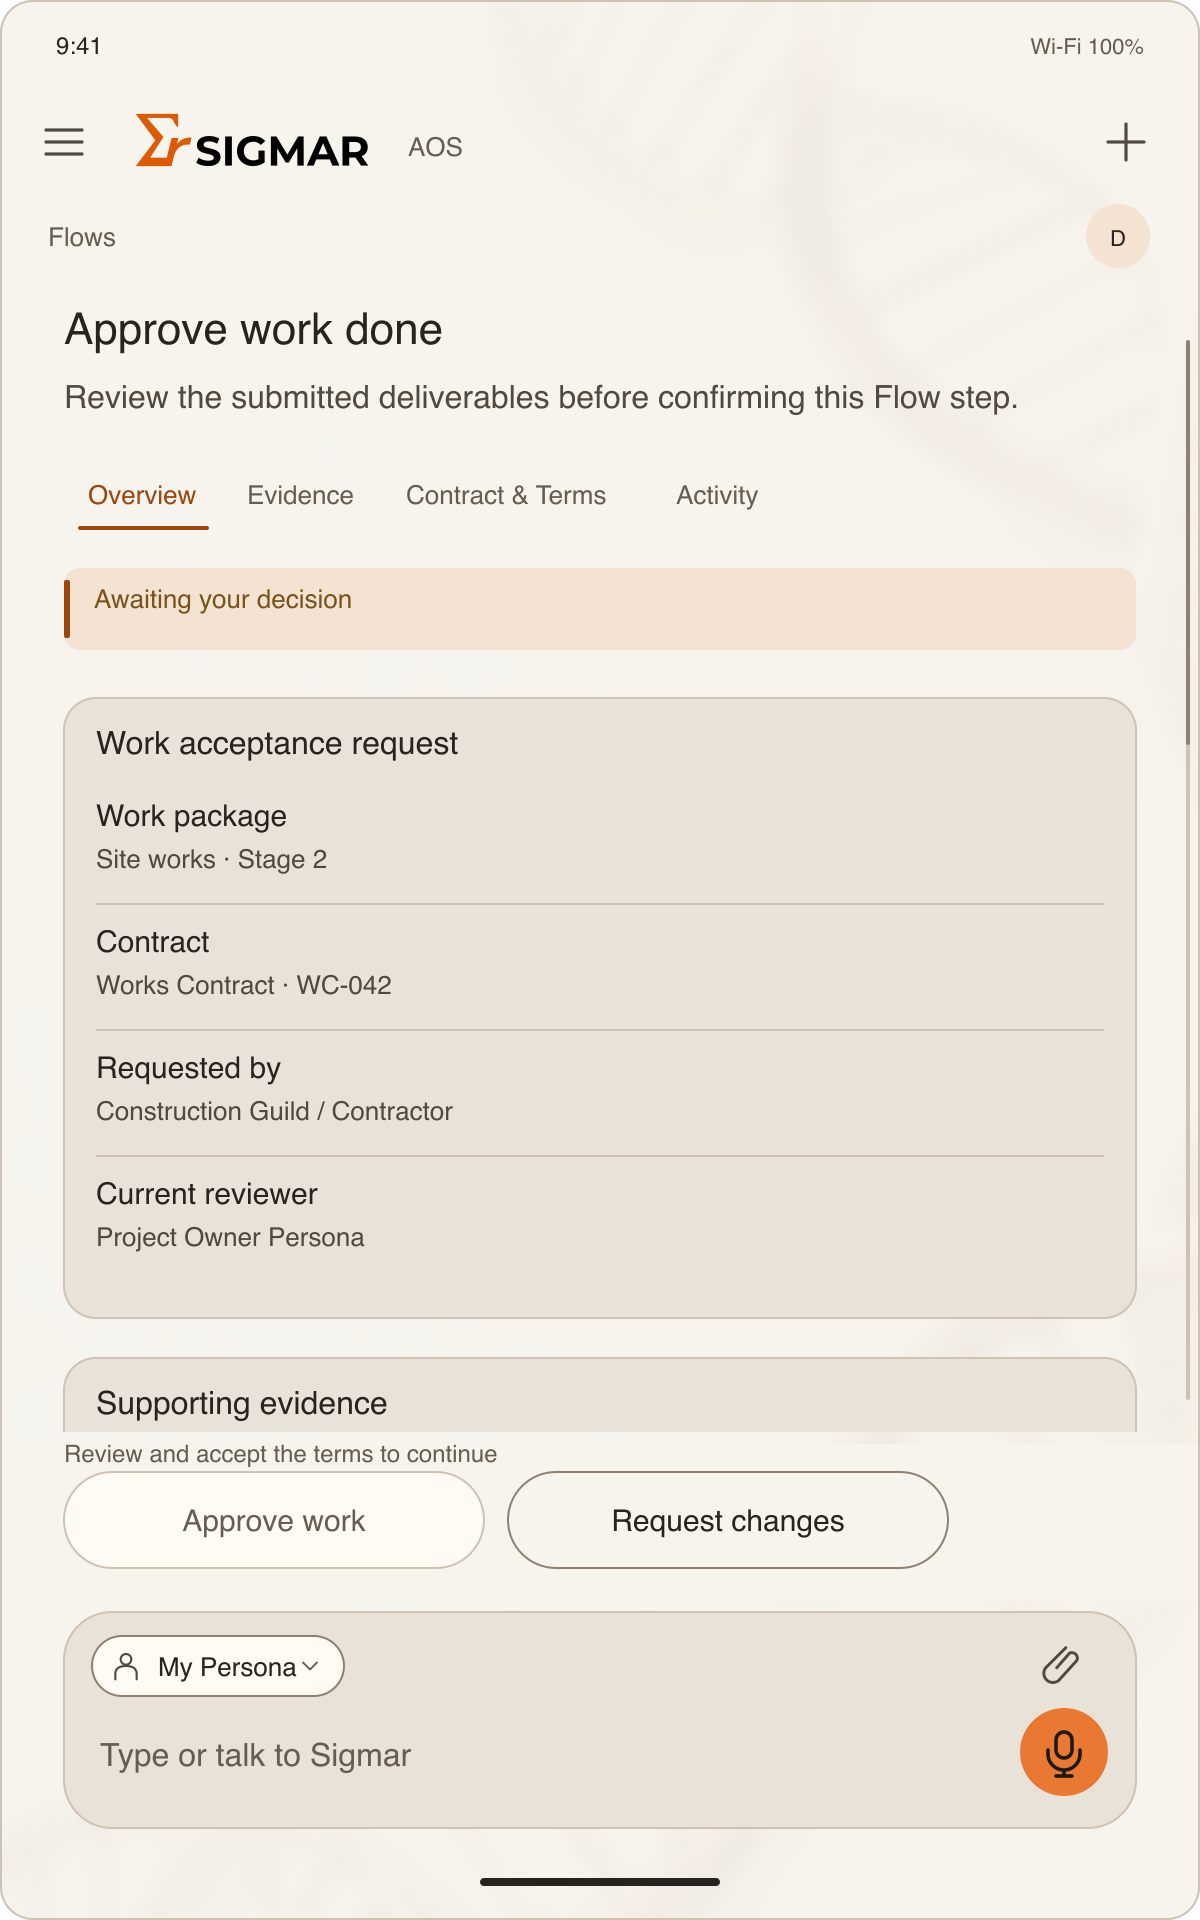 9:41
Wi-Fi 100%
Σr SIGMAR AOS
Flows
D
Approve work done
Review the submitted deliverables before confirming this Flow step.
Overview Evidence Contract & Terms Activity
Awaiting your decision
Work acceptance request
Work package
Site works · Stage 2
Contract
Works Contract · WC-042
Requested by
Construction Guild / Contractor
Current reviewer
Project Owner Persona
Supporting evidence
Review and accept the terms to continue
Approve work Request changes
My Persona
Type or talk to Sigmar